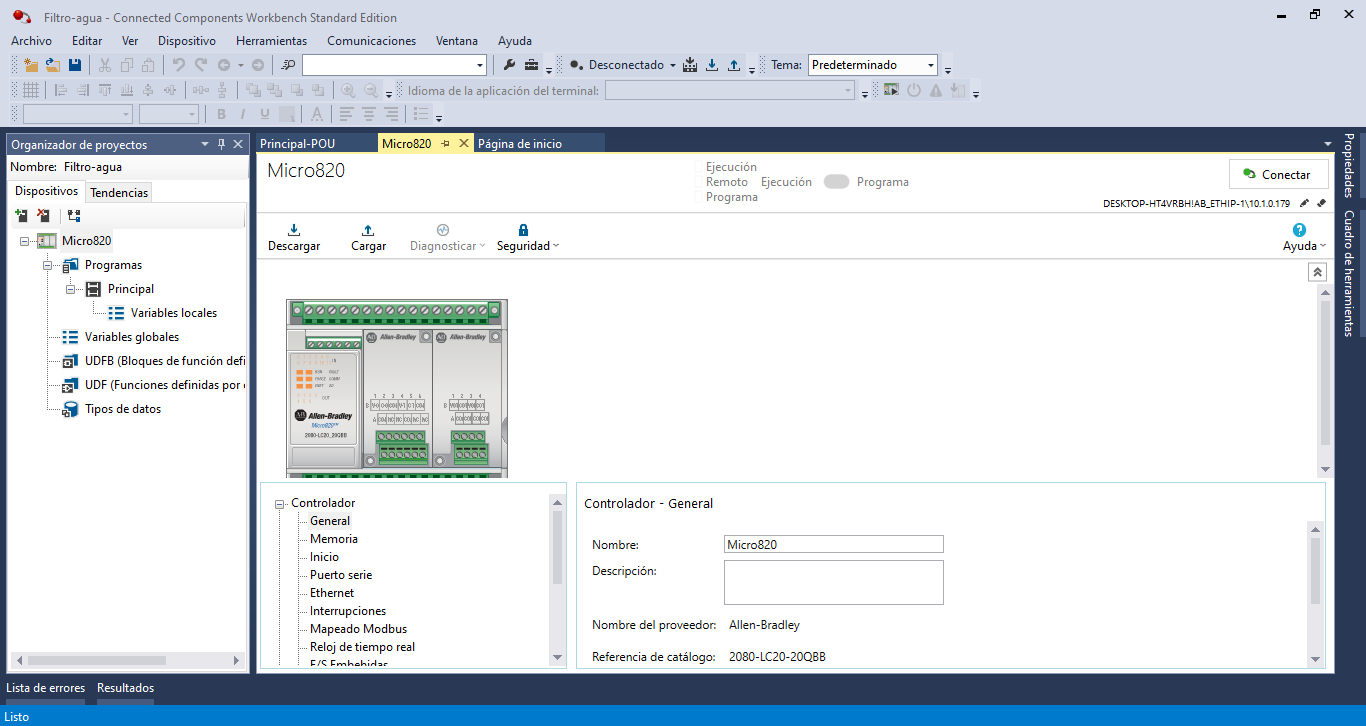 Filtro-agua - Connected Components Workbench Standard Edition
Archivo Editar Ver Dispositivo Herramientas Comunicaciones Ventana Ayuda
Desconectado Tema: Predeterminado
Idioma de la aplicación del terminal:
B I U A
Organizador de proyectos
Nombre: Filtro-agua
Dispositivos Tendencias
Micro820
Programas
Principal
Variables locales
Variables globales
UDFB (Bloques de función defi
UDF (Funciones definidas por
Tipos de datos
Principal-POU Micro820 Página de inicio
Micro820
Ejecución
Remoto Ejecución Programa
Programa
Conectar
DESKTOP-HT4VRBH!AB_ETHIP-1\10.1.0.179
Descargar Cargar Diagnosticar Seguridad Ayuda
Allen-Bradley Allen-Bradley
Allen-Bradley
Micro820
2080-LC20_20QBB
Controlador
General
Memoria
Inicio
Puerto serie
Ethernet
Interrupciones
Mapeado Modbus
Reloj de tiempo real
E/S Embebidas
Controlador - General
Nombre: Micro820
Descripción:
Nombre del proveedor: Allen-Bradley
Referencia de catálogo: 2080-LC20-20QBB
Propiedades
Cuadro de herramientas
Lista de errores Resultados
Listo